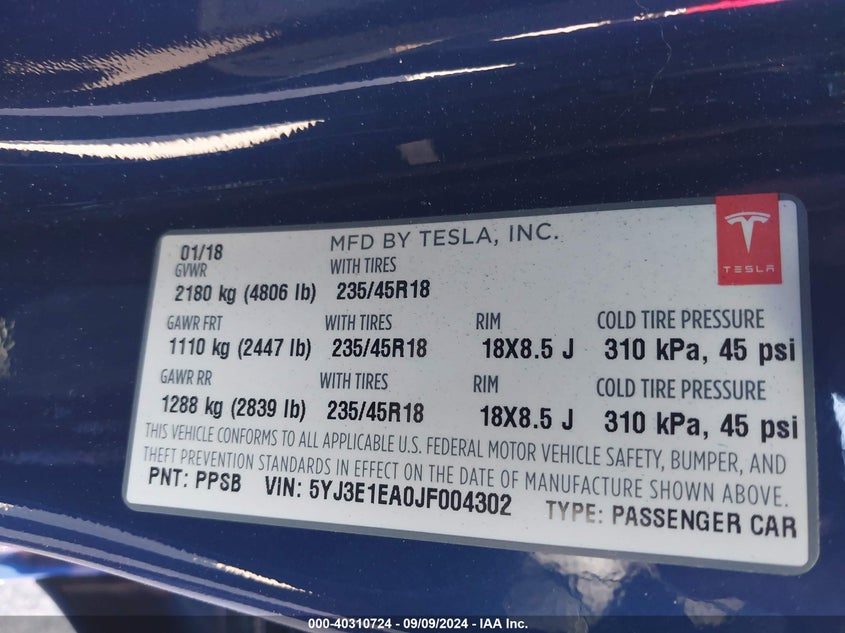 01/18 MFD BY TESLA, INC.
TESLA
GVWR WITH TIRES
2180 kg (4806 lb) 235/45R18
GAWR FRT WITH TIRES RIM COLD TIRE PRESSURE
1110 kg (2447 lb) 235/45R18 18X8.5 J 310 kPa, 45 psi
GAWR RR WITH TIRES RIM COLD TIRE PRESSURE
1288 kg (2839 lb) 235/45R18 18X8.5 J 310 kPa, 45 psi
THIS VEHICLE CONFORMS TO ALL APPLICABLE U.S. FEDERAL MOTOR VEHICLE SAFETY, BUMPER, AND
THEFT PREVENTION STANDARDS IN EFFECT ON THE DATE OF MANUFACTURE SHOWN ABOVE.
PNT: PPSB VIN: 5YJ3E1EA0JF004302 TYPE: PASSENGER CAR
000-40310724 - 09/09/2024 - IAA Inc.